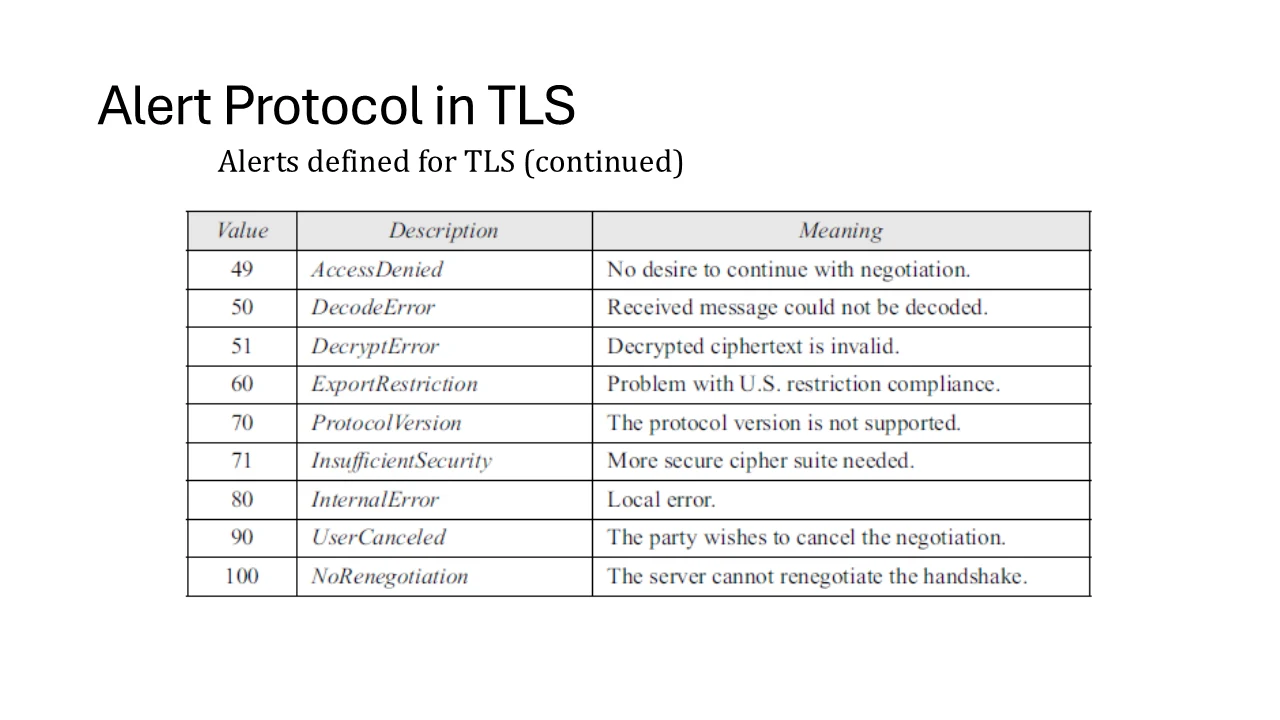 Alert Protocol in TLS
Alerts defined for TLS (continued)
Value Description Meaning
49 AccessDenied No desire to continue with negotiation.
50 DecodeError Received message could not be decoded.
51 DecryptError Decrypted ciphertext is invalid.
60 ExportRestriction Problem with U.S. restriction compliance.
70 ProtocolVersion The protocol version is not supported.
71 InsufficientSecurity More secure cipher suite needed.
80 InternalError Local error.
90 UserCanceled The party wishes to cancel the negotiation.
100 NoRenegotiation The server cannot renegotiate the handshake.